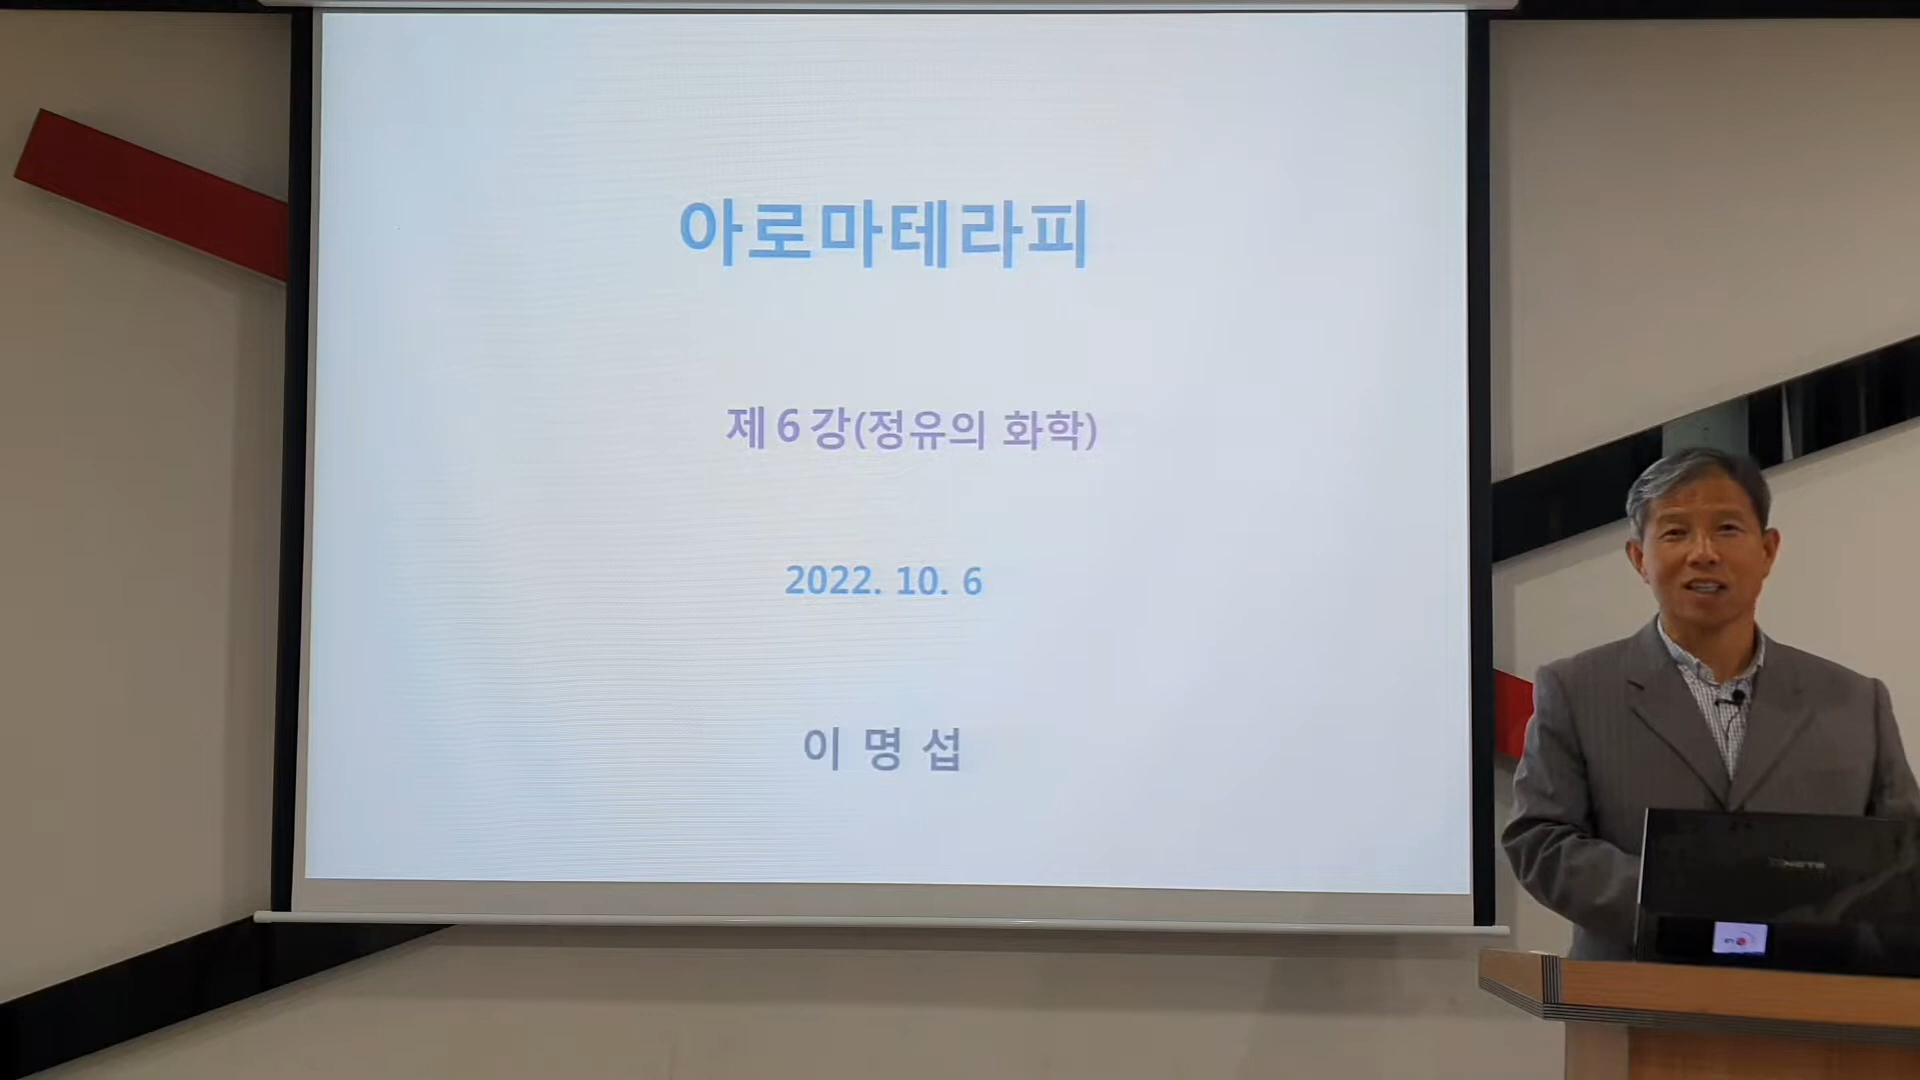 아로마테라피
제 6 강(정유의 화학)
2022. 10. 6
이 명 섭